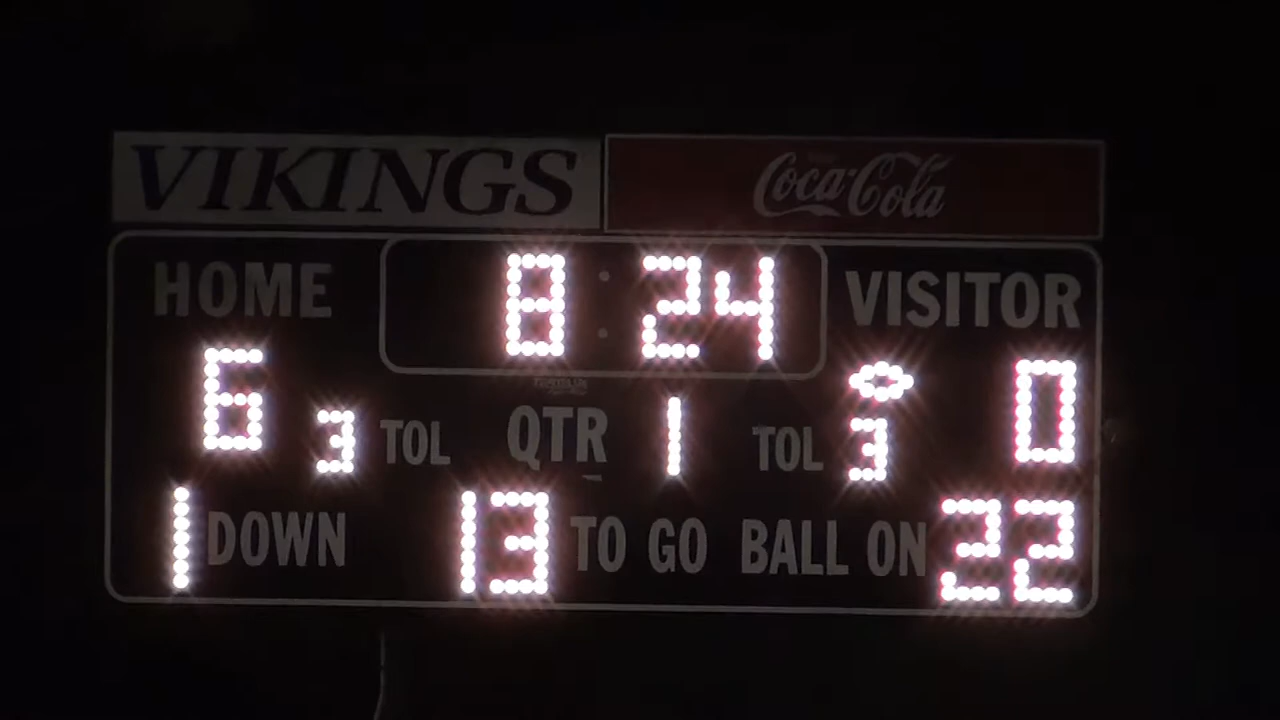 VIKINGS Coca-Cola
HOME 8:24 VISITOR
6 3 TOL QTR 1 TOL 3 0
1 DOWN 13 TO GO BALL ON 22